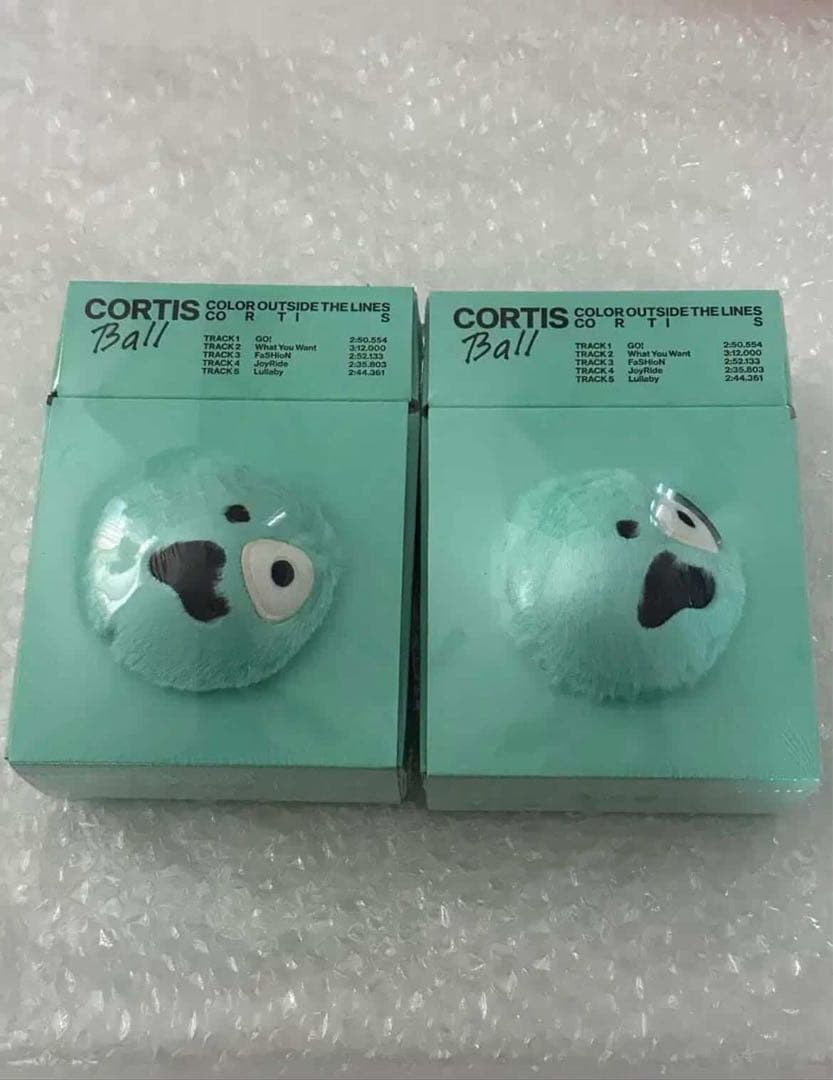 CORTIS COLOR OUTSIDE THE LINES
CO R T I S
Ball
TRACK 1 GO! 2:50.554
TRACK 2 What You Want 3:12.000
TRACK 3 FaSHioN 2:52.133
TRACK 4 JoyRide 2:35.803
TRACK 5 Lullaby 2:44.361
CORTIS COLOR OUTSIDE THE LINES
CO R T I S
Ball
TRACK 1 GO! 2:50.554
TRACK 2 What You Want 3:12.000
TRACK 3 FaSHioN 2:52.133
TRACK 4 JoyRide 2:35.803
TRACK 5 Lullaby 2:44.361